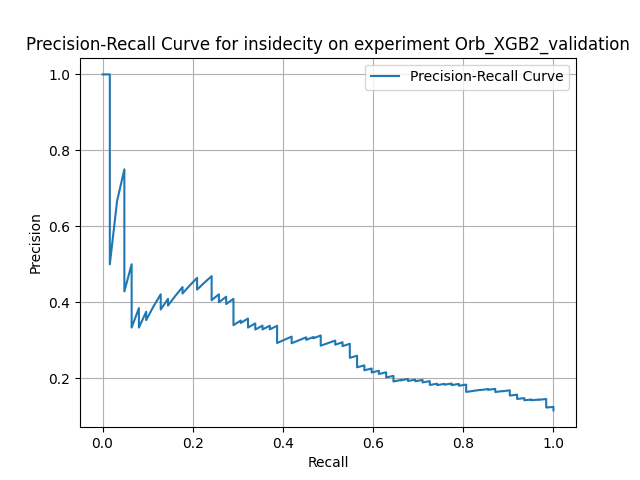 Precision-Recall Curve for insidecity on experiment Orb_XGB2_validation
Precision-Recall Curve
1.0
0.8
0.6
0.4
0.2
Precision
0.0 0.2 0.4 0.6 0.8 1.0
Recall